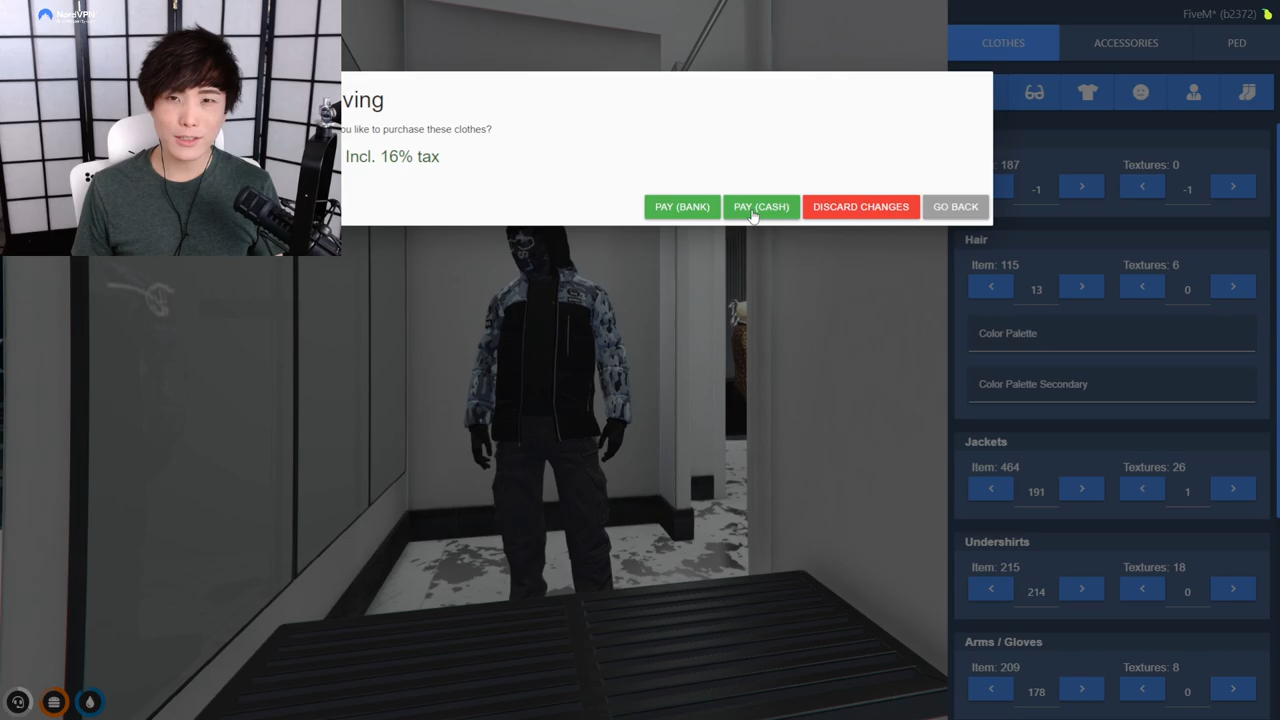 NordVPN
FiveM* (b2372)
CLOTHES
ACCESSORIES
PED
ving
ou like to purchase these clothes?
Incl. 16% tax
PAY (BANK)
PAY (CASH)
DISCARD CHANGES
GO BACK
: 187
Textures: 0
-1
-1
Hair
Item: 115
Textures: 6
13
0
Color Palette
Color Palette Secondary
Jackets
Item: 464
Textures: 26
191
1
Undershirts
Item: 215
Textures: 18
214
0
Arms / Gloves
Item: 209
Textures: 8
178
0